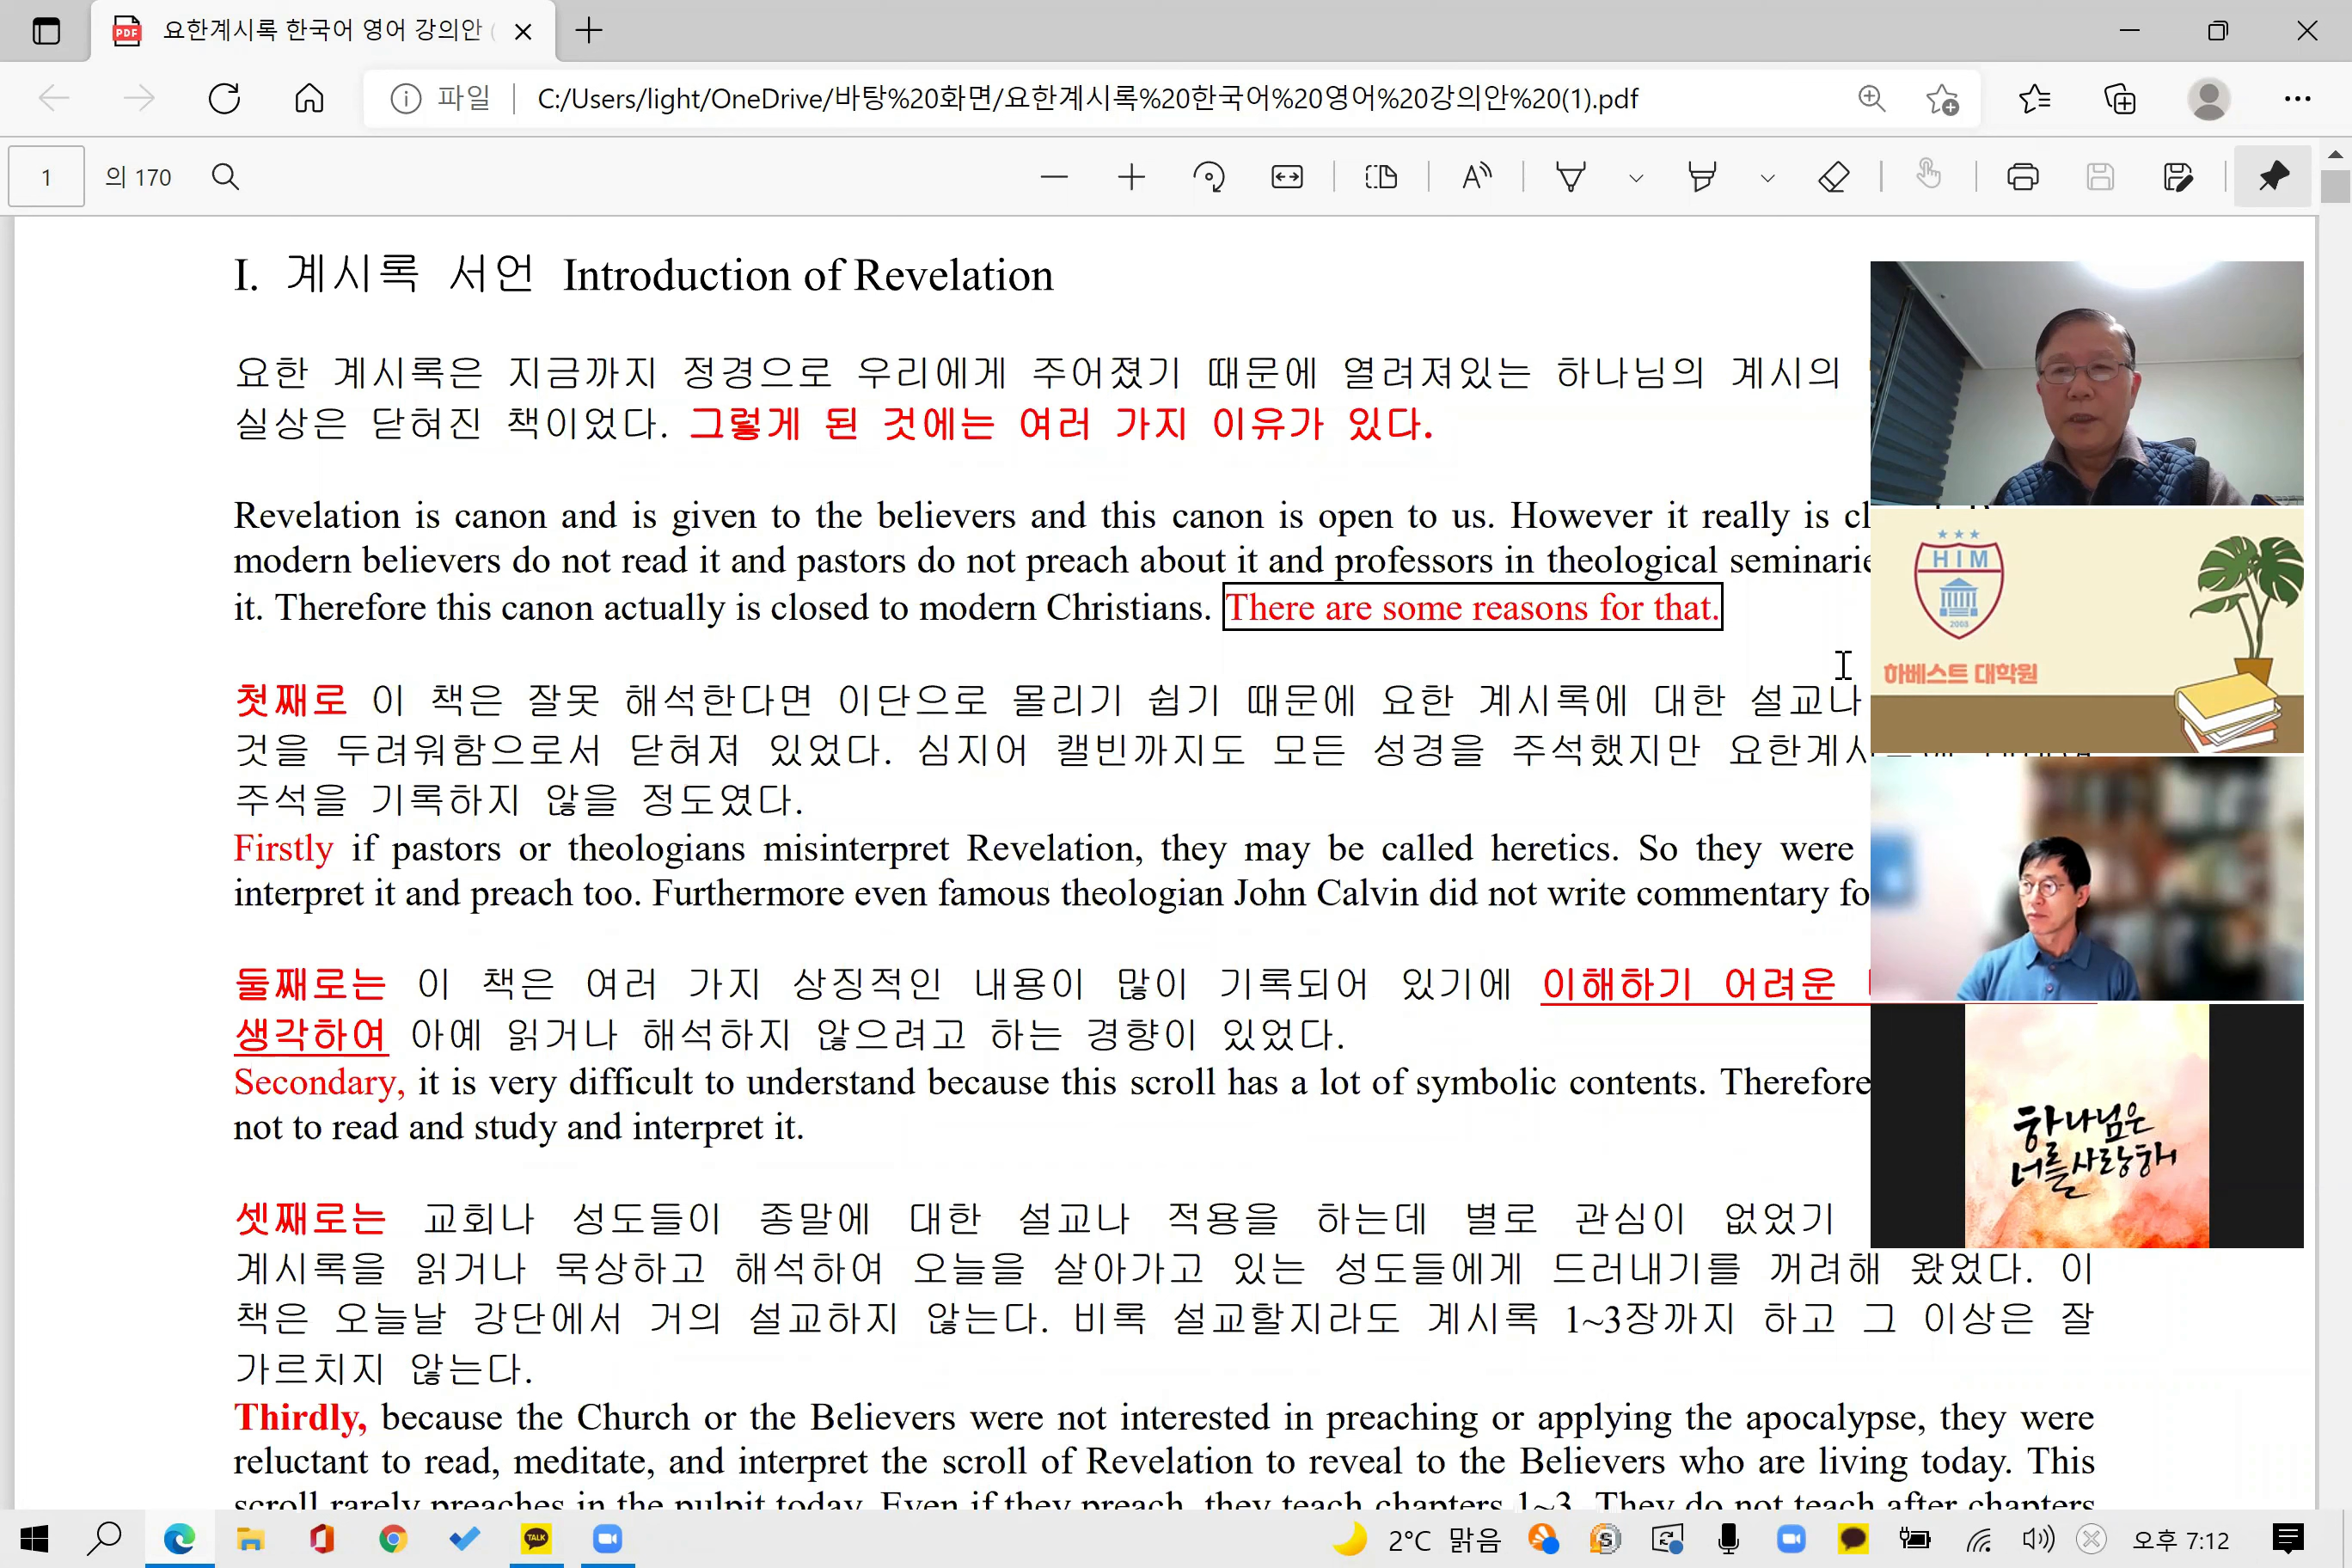 요한계시록 한국어 영어 강의안 (
파일
C:/Users/light/OneDrive/바탕%20화면/요한계시록%20한국어%20영어%20강의안%20(1).pdf
1 의 170
I. 계시록 서언 Introduction of Revelation
요한 계시록은 지금까지 정경으로 우리에게 주어졌기 때문에 열려져있는 하나님의 계시의
실상은 닫혀진 책이었다. 그렇게 된 것에는 여러 가지 이유가 있다.
Revelation is canon and is given to the believers and this canon is open to us. However it really is cl
modern believers do not read it and pastors do not preach about it and professors in theological seminarie
it. Therefore this canon actually is closed to modern Christians. There are some reasons for that.
첫째로 이 책은 잘못 해석한다면 이단으로 몰리기 쉽기 때문에 요한 계시록에 대한 설교나
것을 두려워함으로서 닫혀져 있었다. 심지어 캘빈까지도 모든 성경을 주석했지만 요한계시
주석을 기록하지 않을 정도였다.
Firstly if pastors or theologians misinterpret Revelation, they may be called heretics. So they were
interpret it and preach too. Furthermore even famous theologian John Calvin did not write commentary fo
둘째로는 이 책은 여러 가지 상징적인 내용이 많이 기록되어 있기에 이해하기 어려운
생각하여 아예 읽거나 해석하지 않으려고 하는 경향이 있었다.
Secondary, it is very difficult to understand because this scroll has a lot of symbolic contents. Therefore
not to read and study and interpret it.
셋째로는 교회나 성도들이 종말에 대한 설교나 적용을 하는데 별로 관심이 없었기
계시록을 읽거나 묵상하고 해석하여 오늘을 살아가고 있는 성도들에게 드러내기를 꺼려해 왔었다. 이
책은 오늘날 강단에서 거의 설교하지 않는다. 비록 설교할지라도 계시록 1~3장까지 하고 그 이상은 잘
가르치지 않는다.
Thirdly, because the Church or the Believers were not interested in preaching or applying the apocalypse, they were
reluctant to read, meditate, and interpret the scroll of Revelation to reveal to the Believers who are living today. This
scroll rarely preaches in the pulpit today. Even if they preach, they teach chapters 1~3. They do not teach after chapters
HIM
2008
하베스트 대학원
하나님은
너를 사랑해
TALK
2°C 맑음
오후 7:12